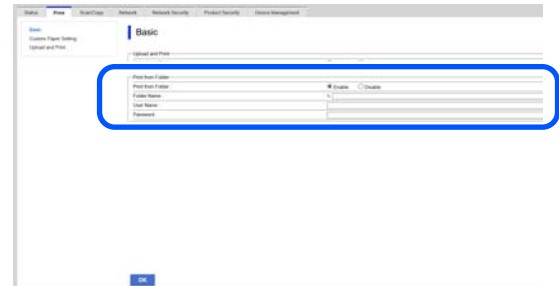 Status Print Scan/Copy Network Network Security Product Security Device Management
Basic
Custom Paper Setting
Upload and Print
Basic
Upload and Print
Print from Folder
Print from Folder : Enable Disable
Folder Name : \\
User Name :
Password :
OK